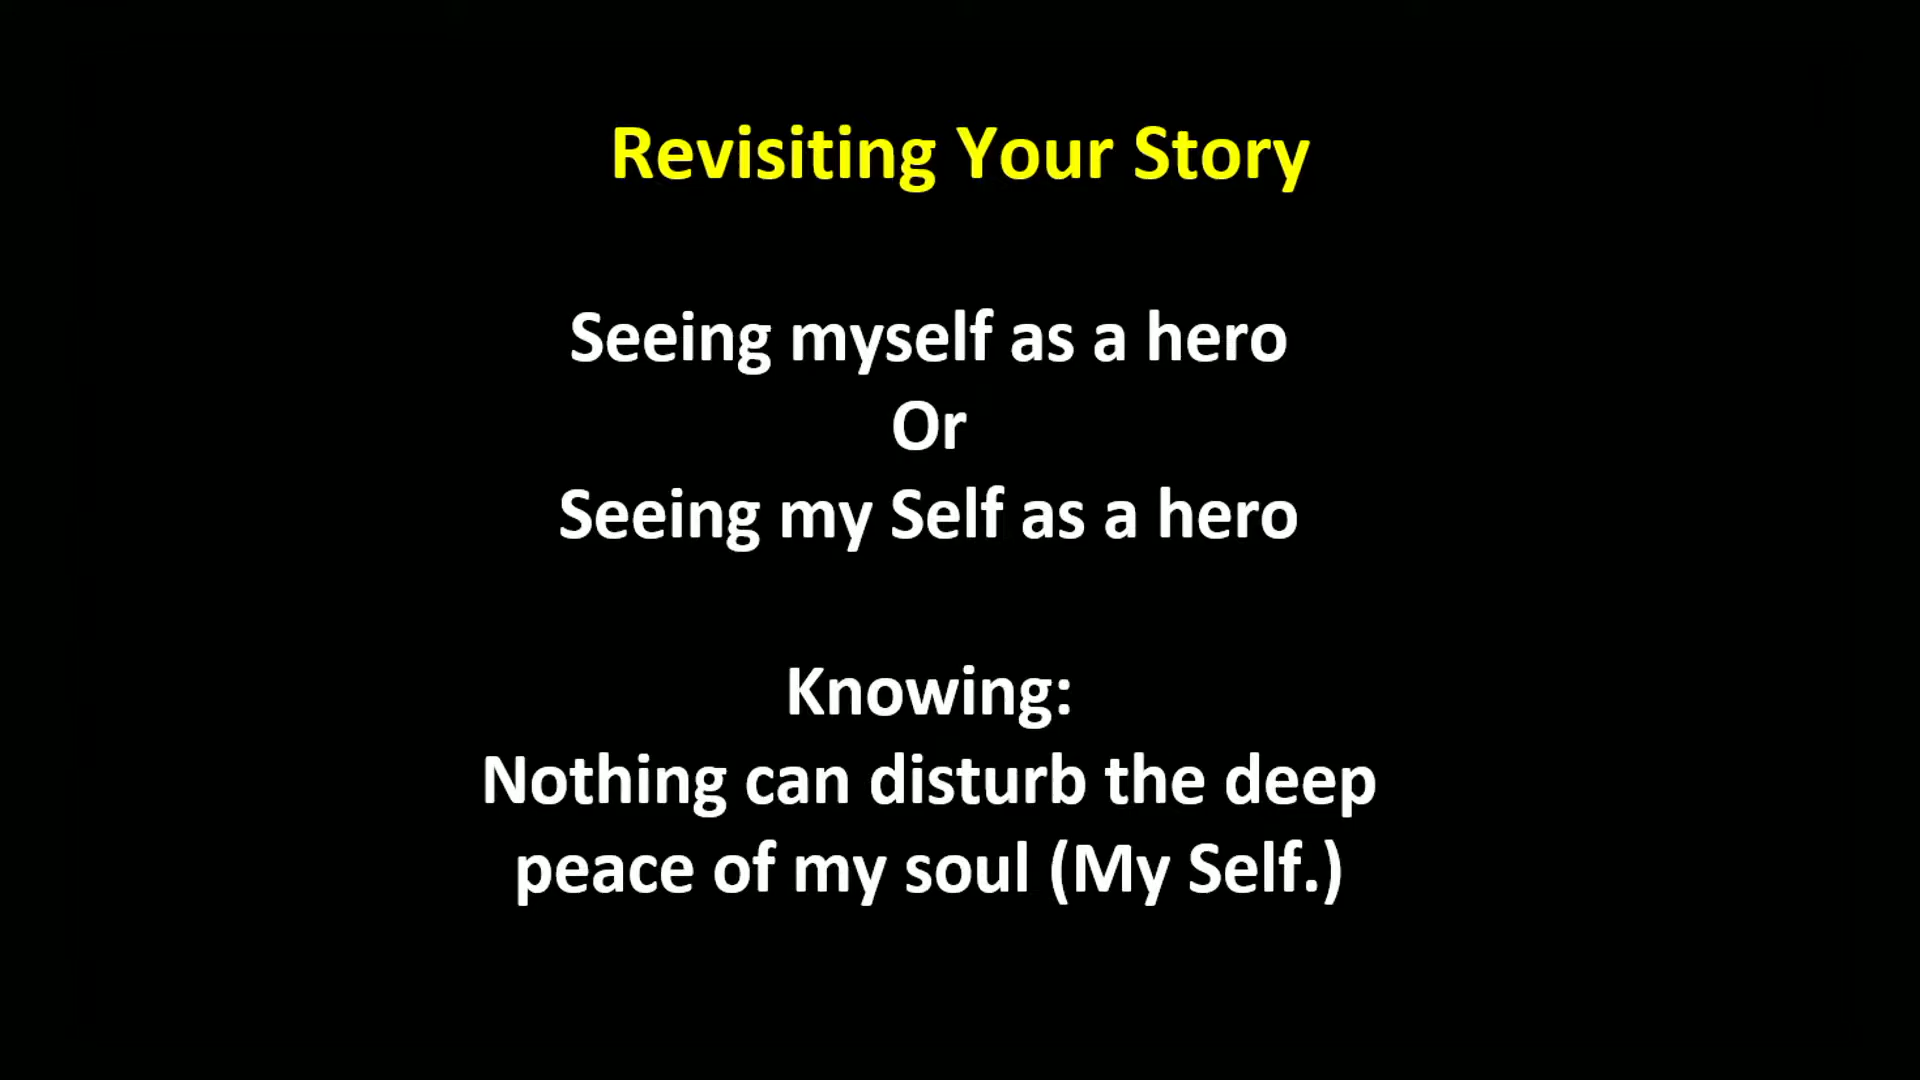 Revisiting Your Story
Seeing myself as a hero
Or
Seeing my Self as a hero
Knowing:
Nothing can disturb the deep
peace of my soul (My Self.)